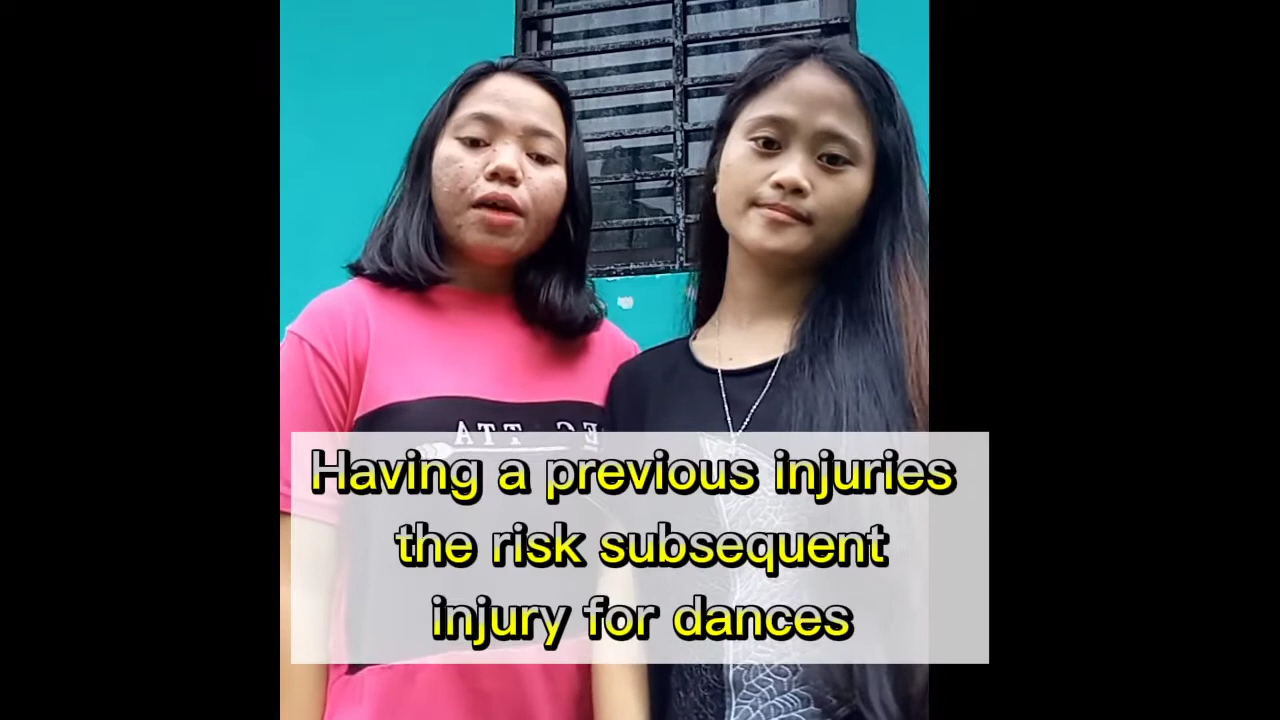 Having a previous injuries
the risk subsequent
injury for dances